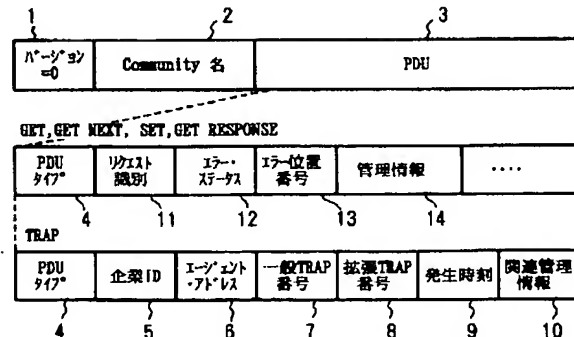 1 2 3
バージョン
=0
Community 名
PDU
GET,GET NEXT, SET,GET RESPONSE
PDU
タイプ
リクエスト
識別
エラー・
ステータス
エラー位置
番号
管理情報
....
4 11 12 13 14
TRAP
PDU
タイプ
企業ID
エージェント
・アドレス
一般TRAP
番号
拡張TRAP
番号
発生時刻
関連管理
情報
4 5 6 7 8 9 10